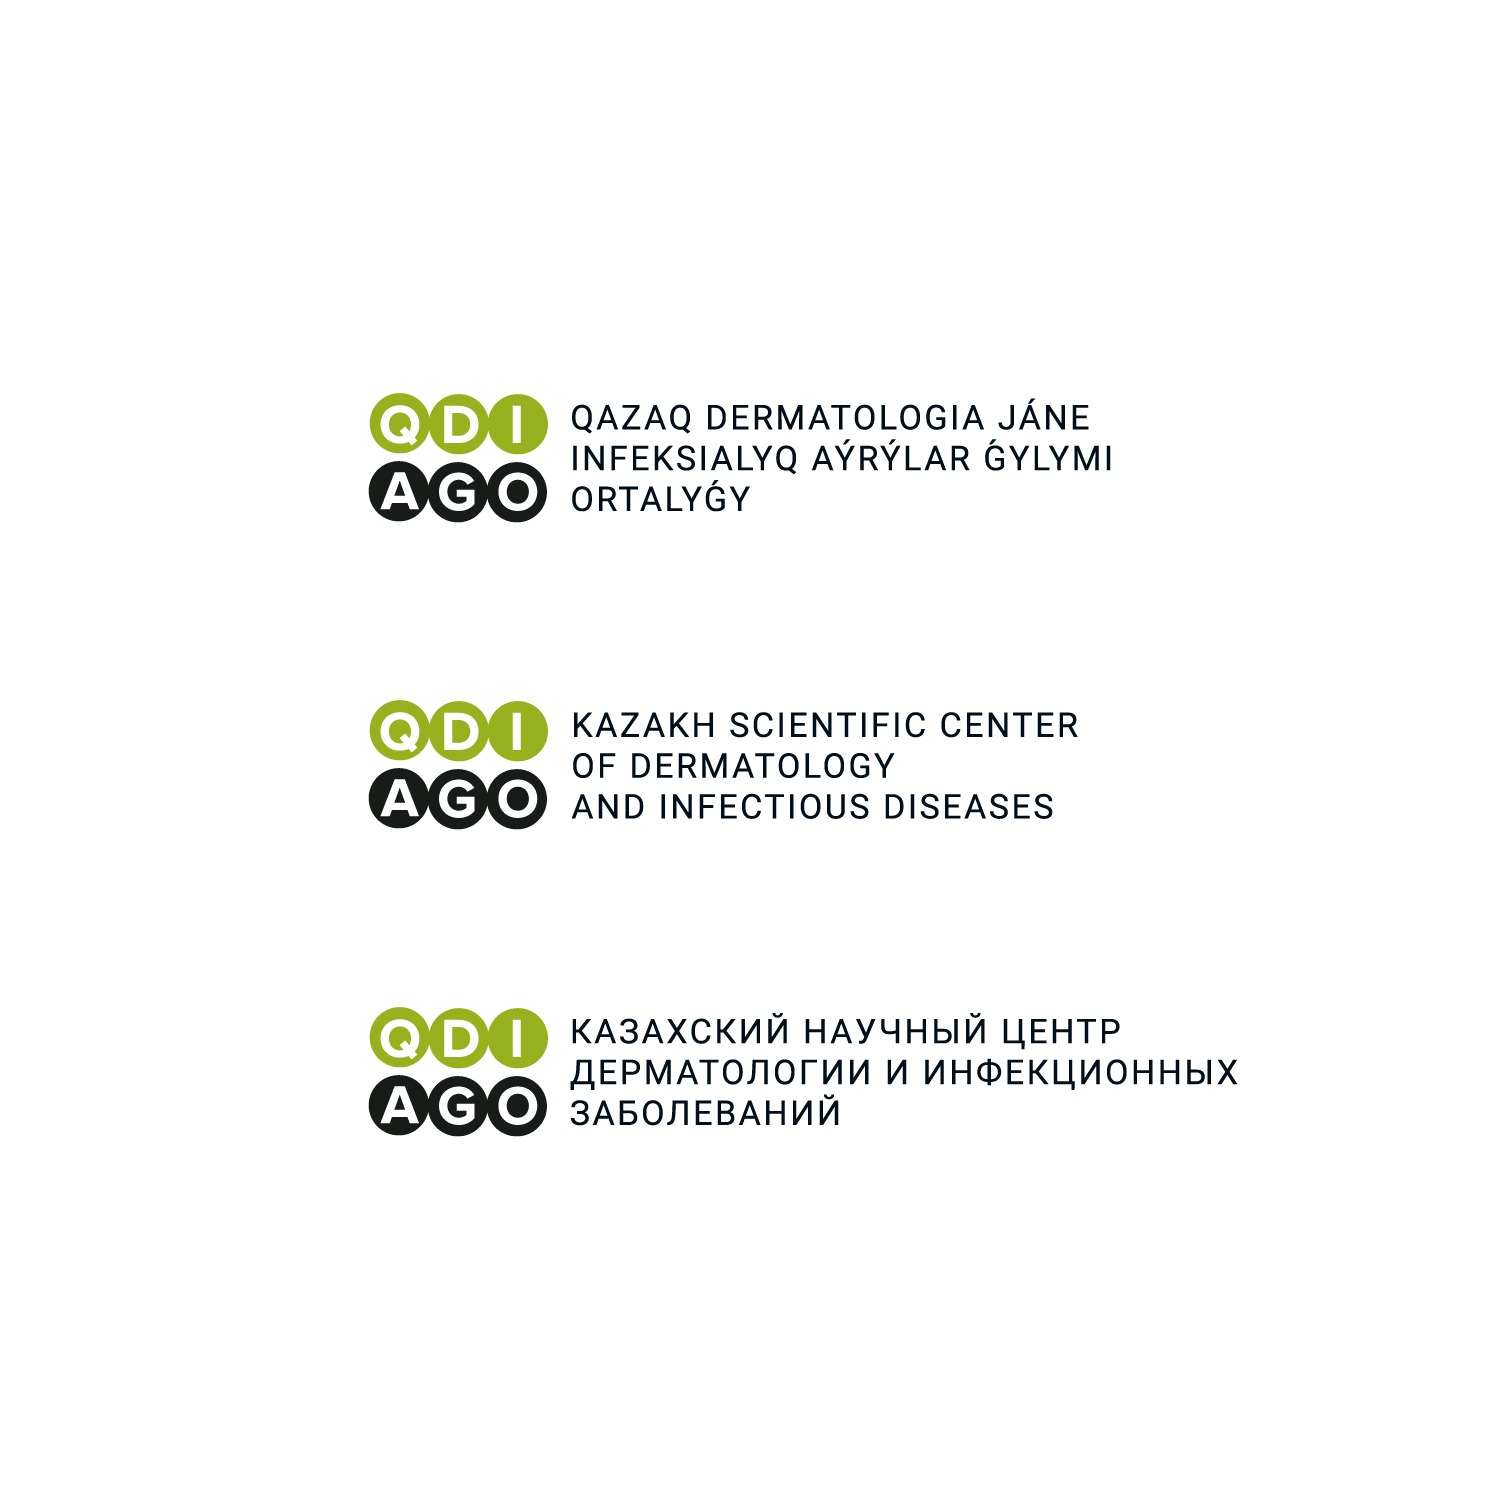 QDI
AGO
QAZAQ DERMATOLOGIA JÁNE
INFEKSIALYQ AÝRÝLAR ǴYLYMI
ORTALYǴY
QDI
AGO
KAZAKH SCIENTIFIC CENTER
OF DERMATOLOGY
AND INFECTIOUS DISEASES
QDI
AGO
КАЗАХСКИЙ НАУЧНЫЙ ЦЕНТР
ДЕРМАТОЛОГИИ И ИНФЕКЦИОННЫХ
ЗАБОЛЕВАНИЙ